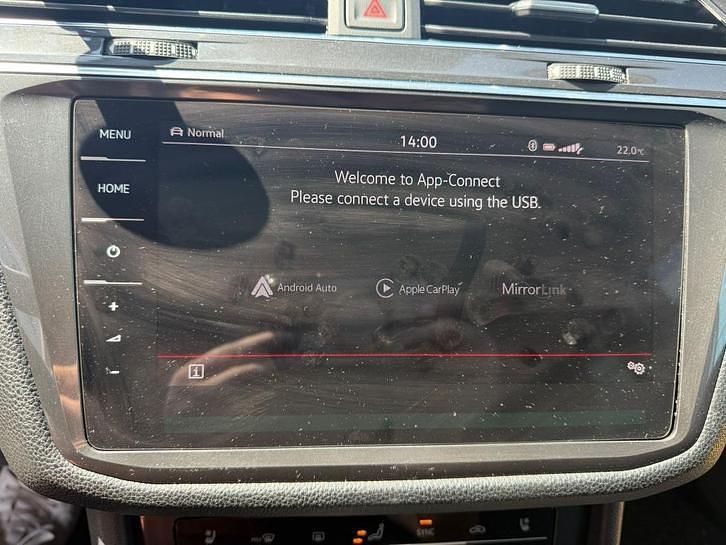 MENU
Normal
14:00
22.0°C
HOME
Welcome to App-Connect
Please connect a device using the USB.
Android Auto
Apple CarPlay
MirrorLink
i
SYNC